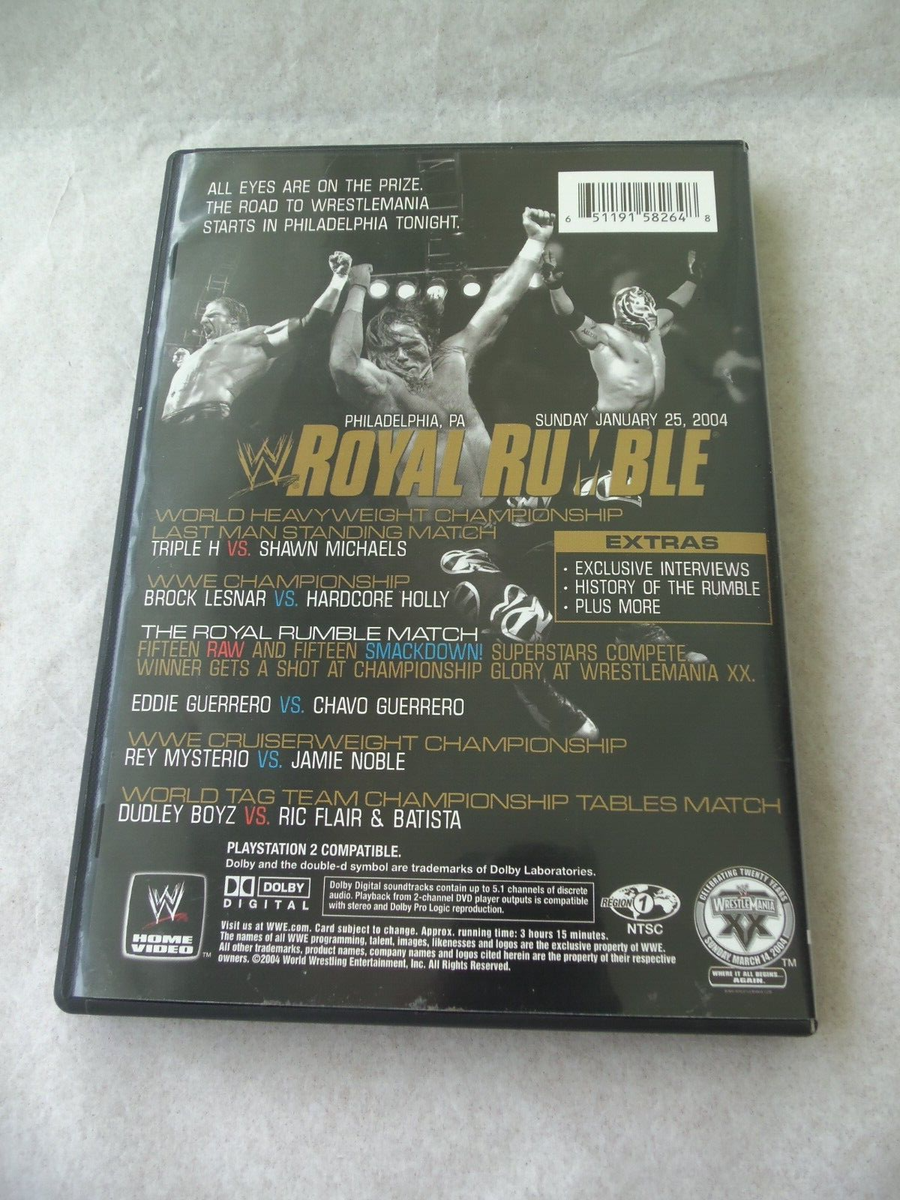 ALL EYES ARE ON THE PRIZE.
THE ROAD TO WRESTLEMANIA
STARTS IN PHILADELPHIA TONIGHT.
6 51191 58264 8
PHILADELPHIA, PA SUNDAY JANUARY 25, 2004
W ROYAL RUMBLE
WORLD HEAVYWEIGHT CHAMPIONSHIP
LAST MAN STANDING MATCH
TRIPLE H VS. SHAWN MICHAELS
WWE CHAMPIONSHIP
BROCK LESNAR VS. HARDCORE HOLLY
EXTRAS
• EXCLUSIVE INTERVIEWS
• HISTORY OF THE RUMBLE
• PLUS MORE
THE ROYAL RUMBLE MATCH
FIFTEEN RAW AND FIFTEEN SMACKDOWN! SUPERSTARS COMPETE.
WINNER GETS A SHOT AT CHAMPIONSHIP GLORY AT WRESTLEMANIA XX.
EDDIE GUERRERO VS. CHAVO GUERRERO
WWE CRUISERWEIGHT CHAMPIONSHIP
REY MYSTERIO VS. JAMIE NOBLE
WORLD TAG TEAM CHAMPIONSHIP TABLES MATCH
DUDLEY BOYZ VS. RIC FLAIR & BATISTA
PLAYSTATION 2 COMPATIBLE.
Dolby and the double-d symbol are trademarks of Dolby Laboratories.
DOLBY
DIGITAL
Dolby Digital soundtracks contain up to 5.1 channels of discrete
audio. Playback from 2-channel DVD player outputs is compatible
with stereo and Dolby Pro Logic reproduction.
REGION 1
NTSC
W
HOME
VIDEO™
Visit us at WWE.com. Card subject to change. Approx. running time: 3 hours 15 minutes.
The names of all WWE programming, talent, images, likenesses and logos are the exclusive property of WWE.
All other trademarks, product names, company names and logos cited herein are the property of their respective
owners. ©2004 World Wrestling Entertainment, Inc. All Rights Reserved.
CELEBRATING TWENTY YEARS
WRESTLEMANIA
XX
SUNDAY, MARCH 14, 2004
TM
WHERE IT ALL BEGINS...
AGAIN.